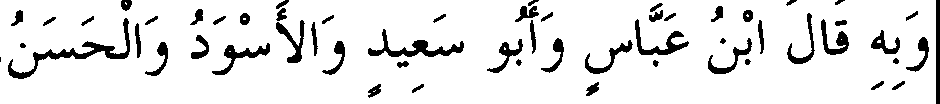 وَبِهِ قَالَ ابْنُ عَبَّاسٍ وَأَبُو سَعِيدٍ وَالأَسْوَدُ وَالْحَسَنُ.